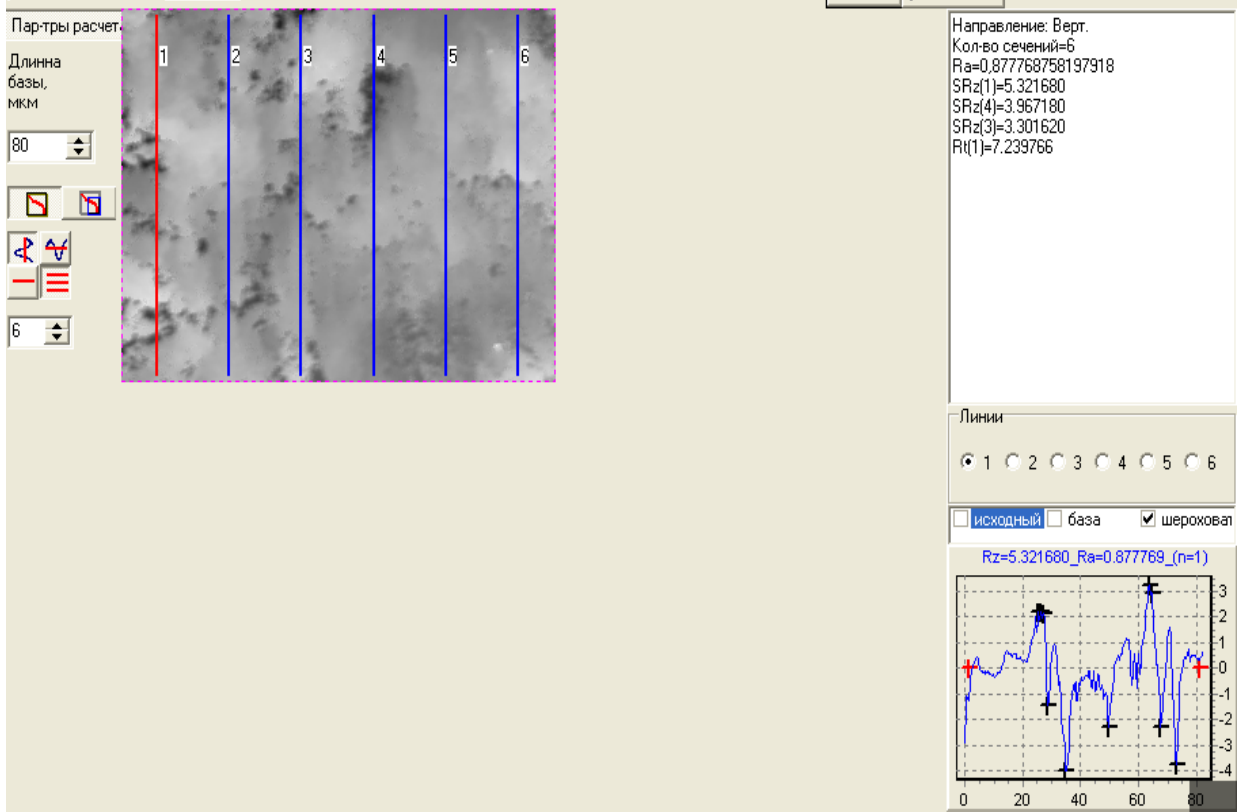 Пар-тры расчет
Длинна
базы,
мкм
80
6
1 2 3 4 5 6
Направление: Верт.
Кол-во сечений=6
Ra=0,877768758197918
SRz(1)=5.321680
SRz(4)=3.967180
SRz(3)=3.301620
Rt(1)=7.239766
Линии
1 2 3 4 5 6
исходный база шероховат
Rz=5.321680_Ra=0.877769_(n=1)
3
2
1
0
-1
-2
-3
-4
0 20 40 60 80